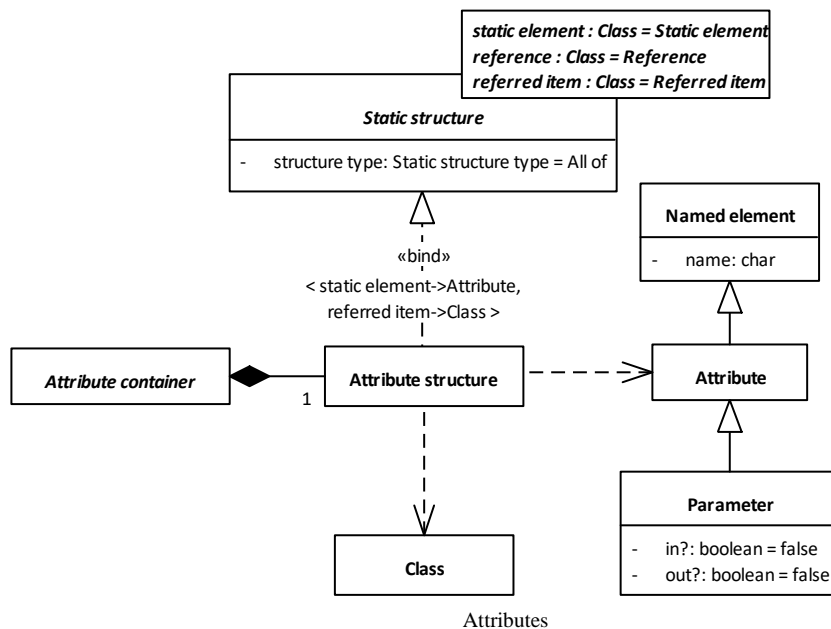 static element : Class = Static element
reference : Class = Reference
referred item : Class = Referred item
Static structure
- structure type: Static structure type = All of
Named element
- name: char
«bind»
< static element->Attribute,
referred item->Class >
Attribute container
1
Attribute structure
Attribute
Parameter
- in?: boolean = false
- out?: boolean = false
Class
Attributes